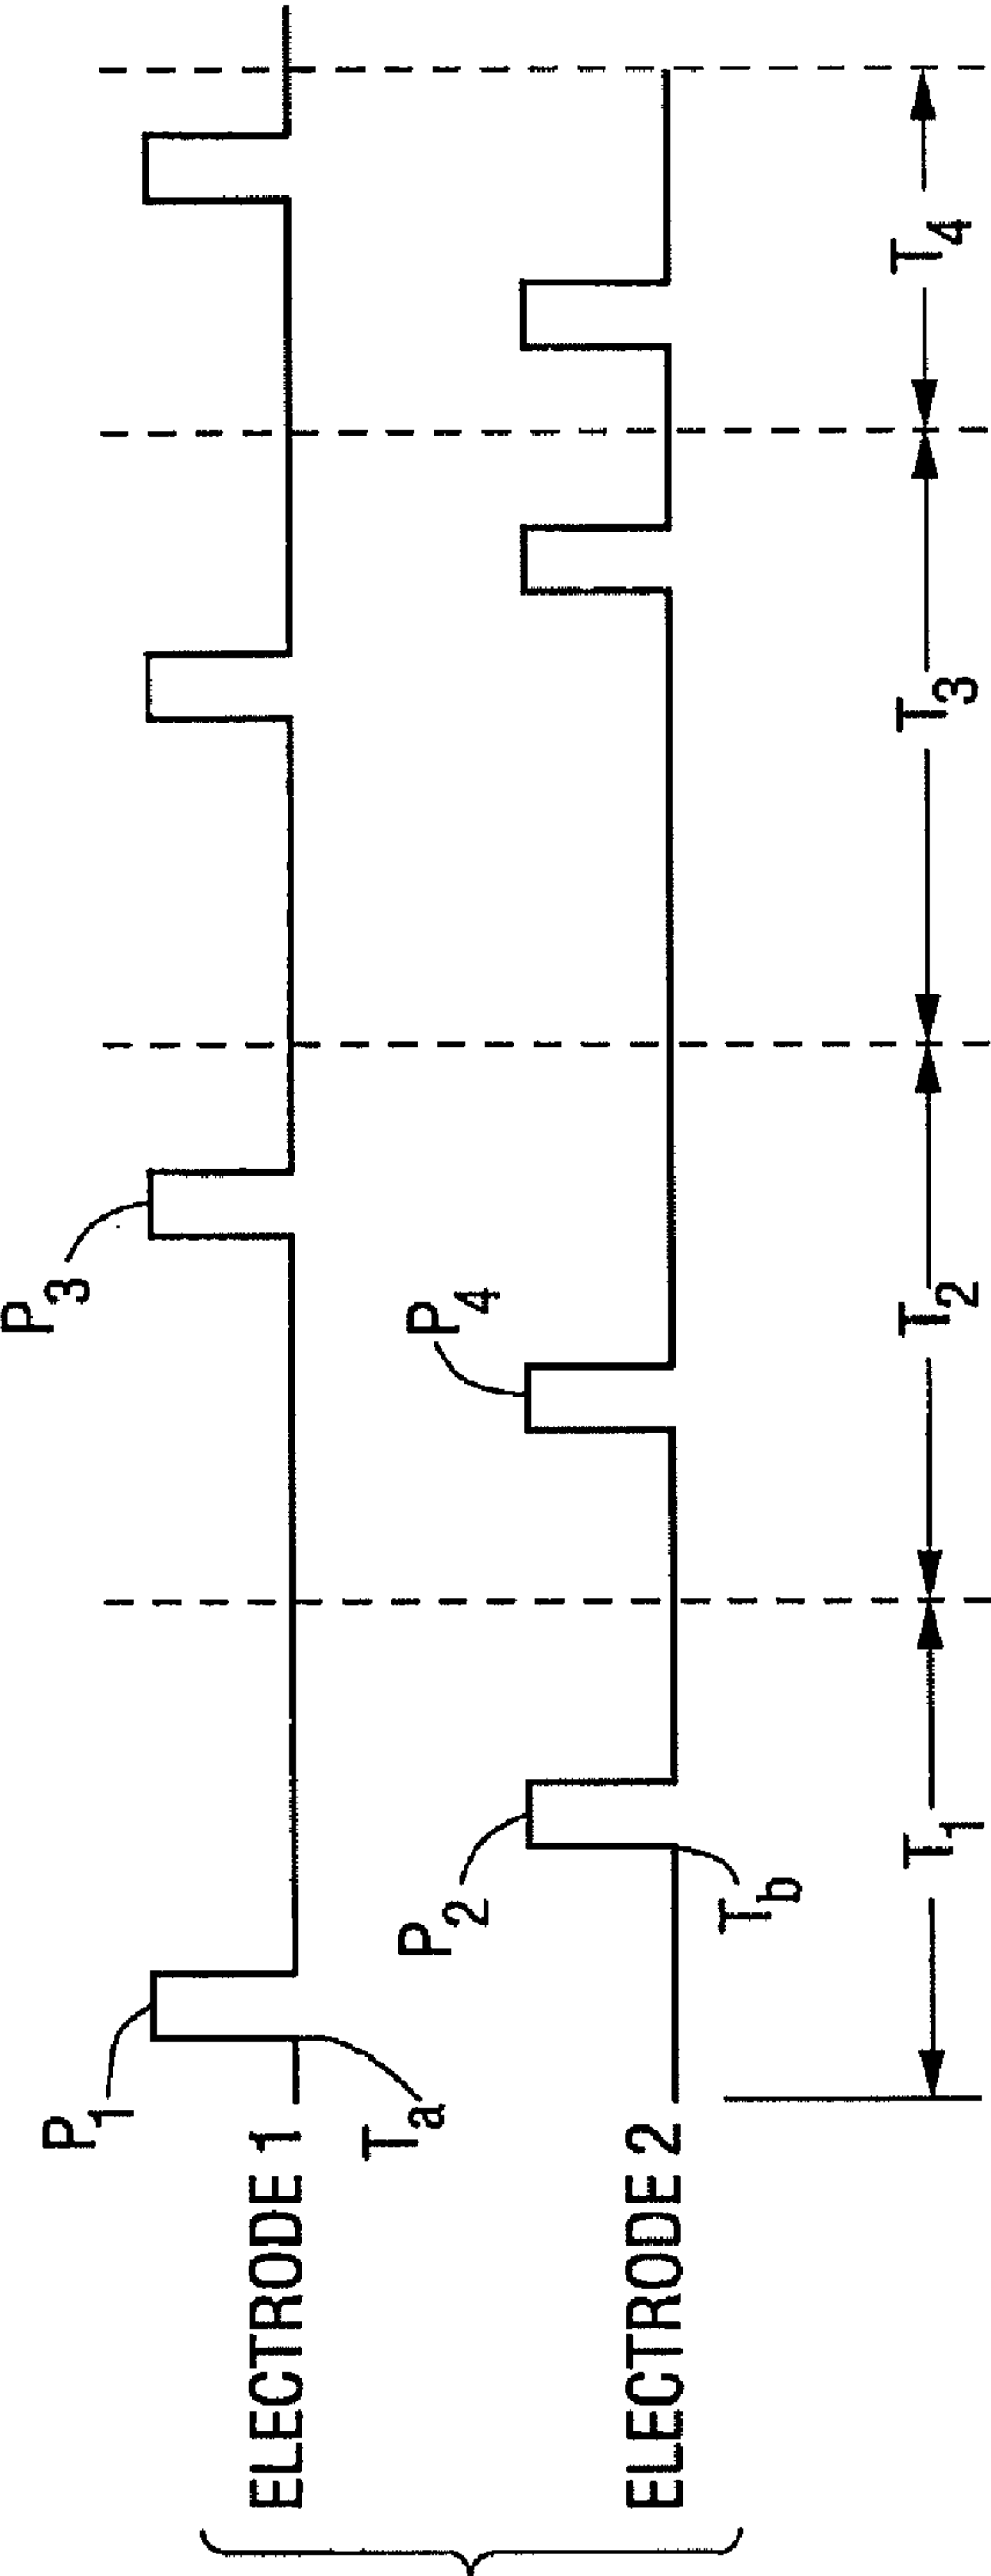 P1
P3
ELECTRODE 1
Ta
P2
P4
ELECTRODE 2
Tb
T1
T2
T3
T4